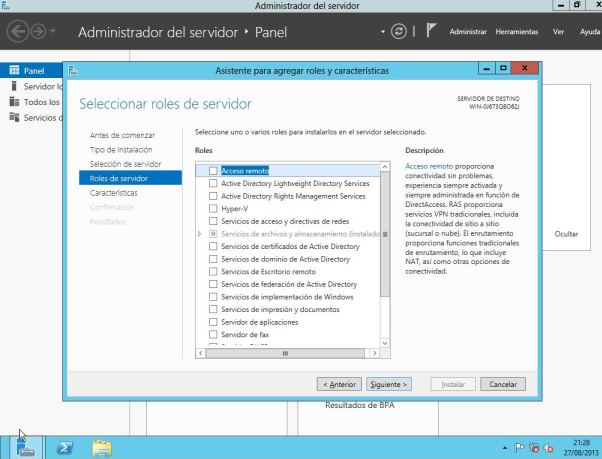 Administrador del servidor
Administrador del servidor • Panel
Administrar Herramientas Ver Ayuda
Panel
Servidor lo
Todos los
Servicios d
Asistente para agregar roles y características
Seleccionar roles de servidor
SERVIDOR DE DESTINO
Antes de comenzar
Tipo de instalación
Selección de servidor
Roles de servidor
Características
Confirmación
Resultados
Seleccione uno o varios roles para instalarlos en el servidor seleccionado.
Roles
Acceso remoto
Active Directory Lightweight Directory Services
Active Directory Rights Management Services
Hyper-V
Servicios de acceso y directivas de redes
Servicios de archivos y almacenamiento (Instalado
Servicios de certificados de Active Directory
Servicios de dominio de Active Directory
Servicios de Escritorio remoto
Servicios de federación de Active Directory
Servicios de implementación de Windows
Servicios de impresión y documentos
Servidor de aplicaciones
Servidor de fax
Descripción
Acceso remoto proporciona
conectividad sin problemas,
experiencia siempre activada y
siempre administrada en función de
DirectAccess. RAS proporciona
servicios VPN tradicionales, incluida
la conectividad de sitio a sitio
(sucursal o nube). El enrutamiento
proporciona funciones tradicionales
de enrutamiento, lo que incluye
NAT, así como otras opciones de
conectividad.
Ocultar
< Anterior Siguiente > Instalar Cancelar
Resultados de BPA
21:28
27/08/2013